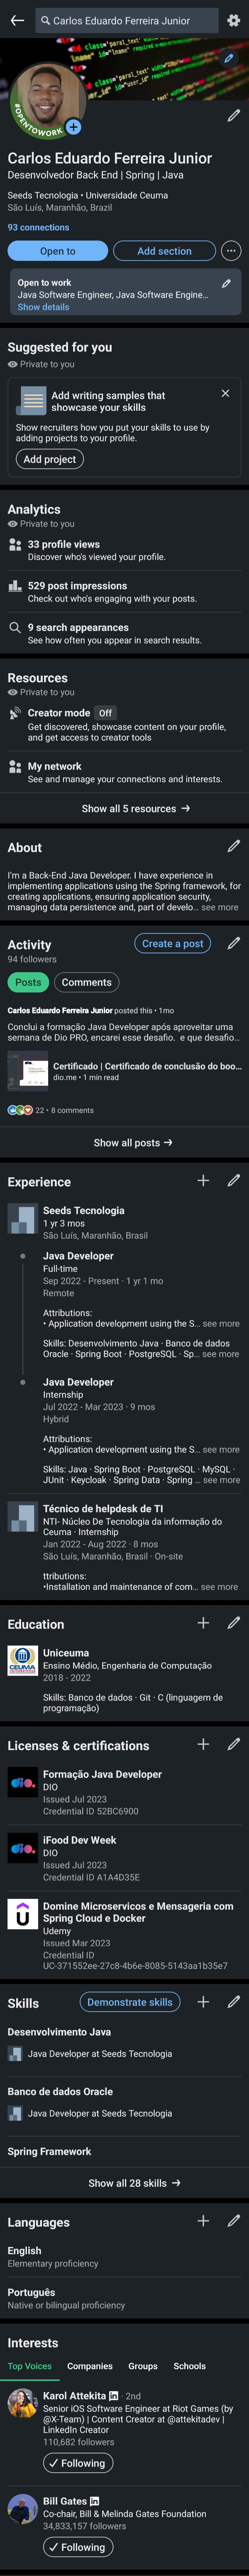 Carlos Eduardo Ferreira Junior
#OPENTOWORK
Carlos Eduardo Ferreira Junior
Desenvolvedor Back End | Spring | Java
Seeds Tecnologia • Universidade Ceuma
São Luís, Maranhão, Brazil
93 connections
Open to
Add section
Open to work
Java Software Engineer, Java Software Engine...
Show details
Suggested for you
Private to you
Add writing samples that
showcase your skills
Show recruiters how you put your skills to use by
adding projects to your profile.
Add project
Analytics
Private to you
33 profile views
Discover who's viewed your profile.
529 post impressions
Check out who's engaging with your posts.
9 search appearances
See how often you appear in search results.
Resources
Private to you
Creator mode Off
Get discovered, showcase content on your profile,
and get access to creator tools
My network
See and manage your connections and interests.
Show all 5 resources →
About
I'm a Back-End Java Developer. I have experience in
implementing applications using the Spring framework, for
creating applications, ensuring application security,
managing data persistence and, part of develo... see more
Activity
Create a post
94 followers
Posts
Comments
Carlos Eduardo Ferreira Junior posted this • 1mo
Conclui a formação Java Developer após aproveitar uma
semana de Dio PRO, encarei esse desafio. e que desafio...
Certificado | Certificado de conclusão do boo...
dio.me • 1 min read
22 • 8 comments
Show all posts →
Experience
Seeds Tecnologia
1 yr 3 mos
São Luís, Maranhão, Brasil
Java Developer
Full-time
Sep 2022 - Present · 1 yr 1 mo
Remote
Attributions:
• Application development using the S... see more
Skills: Desenvolvimento Java · Banco de dados
Oracle · Spring Boot · PostgreSQL · Sp... see more
Java Developer
Internship
Jul 2022 - Mar 2023 · 9 mos
Hybrid
Attributions:
• Application development using the S... see more
Skills: Java · Spring Boot · PostgreSQL · MySQL ·
JUnit · Keycloak · Spring Data · Spring ... see more
Técnico de helpdesk de TI
NTI- Núcleo De Tecnologia da informação do
Ceuma · Internship
Jan 2022 - Aug 2022 · 8 mos
São Luís, Maranhão, Brasil · On-site
ttributions:
•Installation and maintenance of com... see more
Education
Uniceuma
Ensino Médio, Engenharia de Computação
2018 - 2022
Skills: Banco de dados · Git · C (linguagem de
programação)
Licenses & certifications
Formação Java Developer
DIO
Issued Jul 2023
Credential ID 52BC6900
iFood Dev Week
DIO
Issued Jul 2023
Credential ID A1A4D35E
Domine Microservicos e Mensageria com
Spring Cloud e Docker
Udemy
Issued Mar 2023
Credential ID
UC-371552ee-27c8-4b6e-8085-5143aa1b35e7
Skills
Demonstrate skills
Desenvolvimento Java
Java Developer at Seeds Tecnologia
Banco de dados Oracle
Java Developer at Seeds Tecnologia
Spring Framework
Show all 28 skills →
Languages
English
Elementary proficiency
Português
Native or bilingual proficiency
Interests
Top Voices Companies Groups Schools
Karol Attekita in · 2nd
Senior iOS Software Engineer at Riot Games (by
@X-Team) | Content Creator at @attekitadev |
LinkedIn Creator
110,682 followers
Following
Bill Gates in
Co-chair, Bill & Melinda Gates Foundation
34,833,157 followers
Following